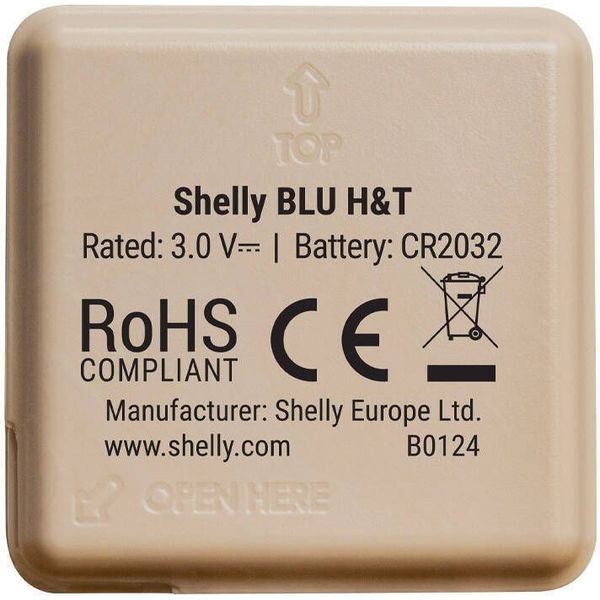 TOP
Shelly BLU H&T
Rated: 3.0 V⎓ | Battery: CR2032
RoHS
COMPLIANT
CE
Manufacturer: Shelly Europe Ltd.
www.shelly.com B0124
OPEN HERE